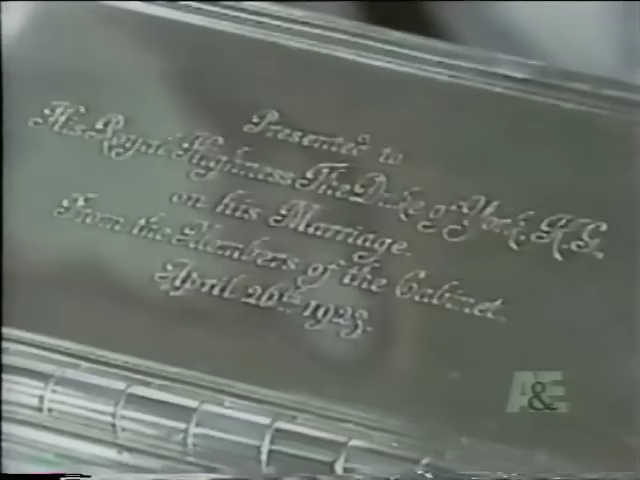 Presented to
His Royal Highness The Duke of York, K.G.
on his Marriage.
From the Members of the Cabinet.
April 26th 1923.
A&E